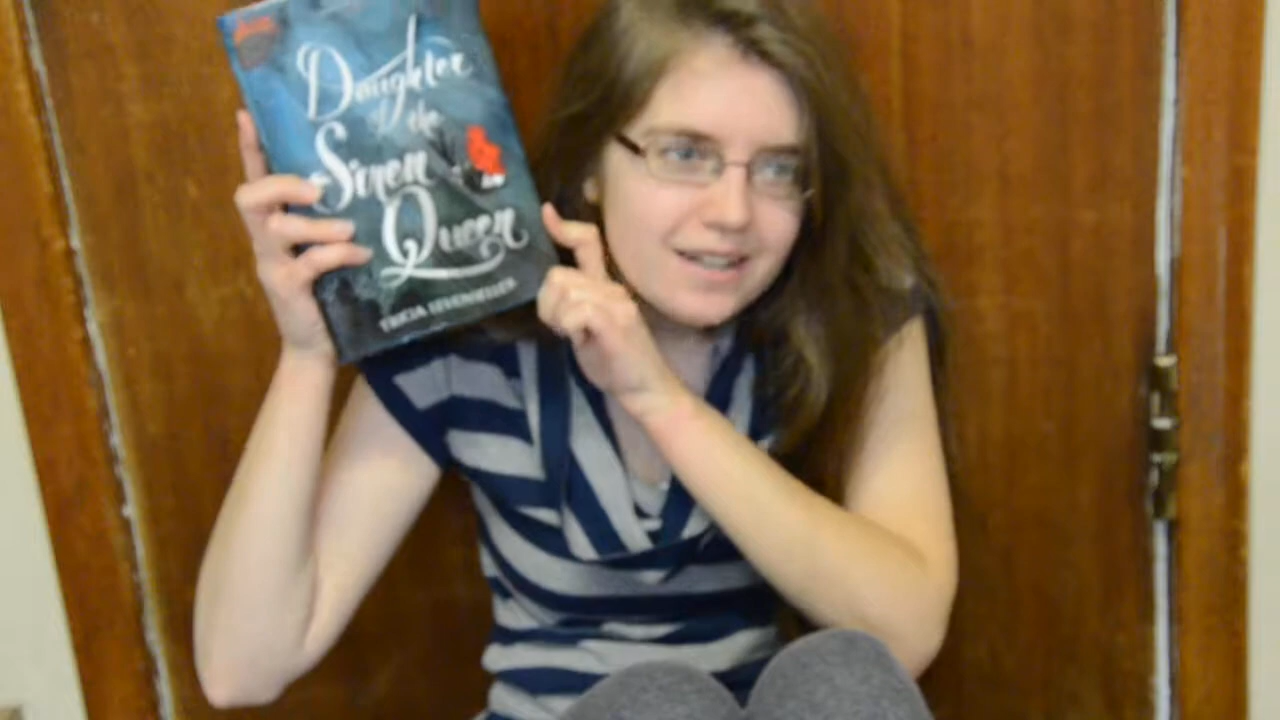 Daughter
of the
Siren
Queen
TRICIA LEVENSELLER